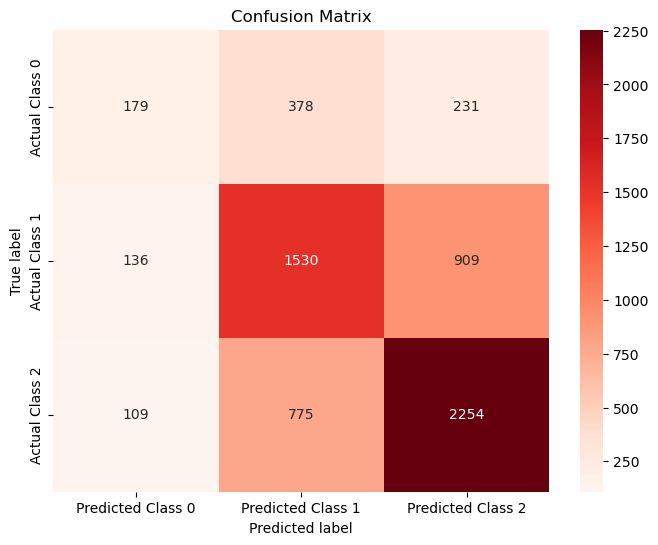 Confusion Matrix
True label
Actual Class 0
179 378 231
Actual Class 1
136 1530 909
Actual Class 2
109 775 2254
Predicted Class 0 Predicted Class 1 Predicted Class 2
Predicted label
2250
2000
1750
1500
1250
1000
750
500
250